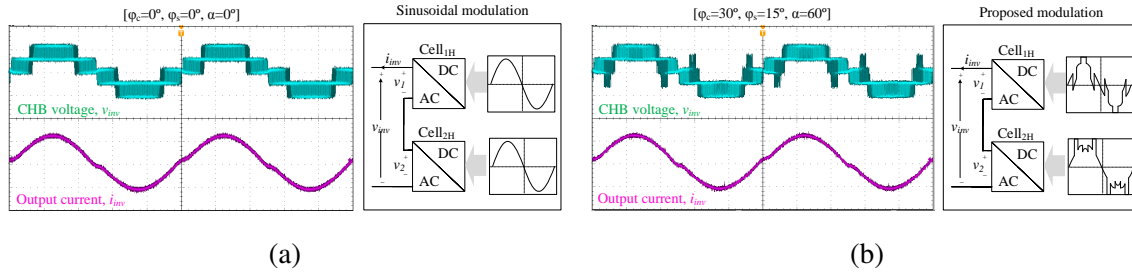 [φc=0º, φs=0º, α=0º]
T
CHB voltage, vinv
Output current, iinv
Sinusoidal modulation
Cell1H
iinv
DC
+
v1
AC
−
+
vinv
−
Cell2H
DC
+
v2
AC
−
(a)
[φc=30º, φs=15º, α=60º]
T
CHB voltage, vinv
Output current, iinv
Proposed modulation
Cell1H
iinv
DC
+
v1
AC
−
+
vinv
−
Cell2H
DC
+
v2
AC
−
(b)